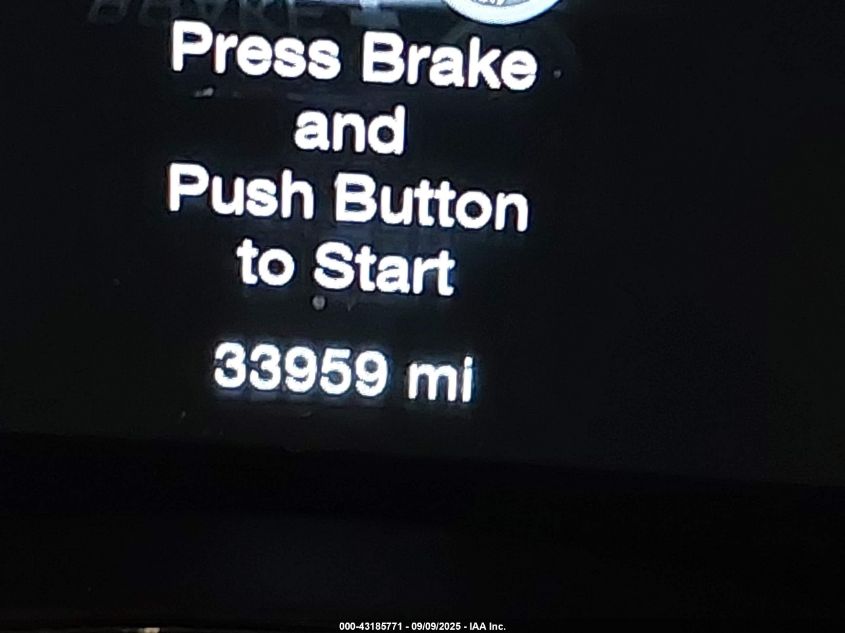 Press Brake
and
Push Button
to Start
33959 mi
000-43185771 - 09/09/2025 - IAA Inc.